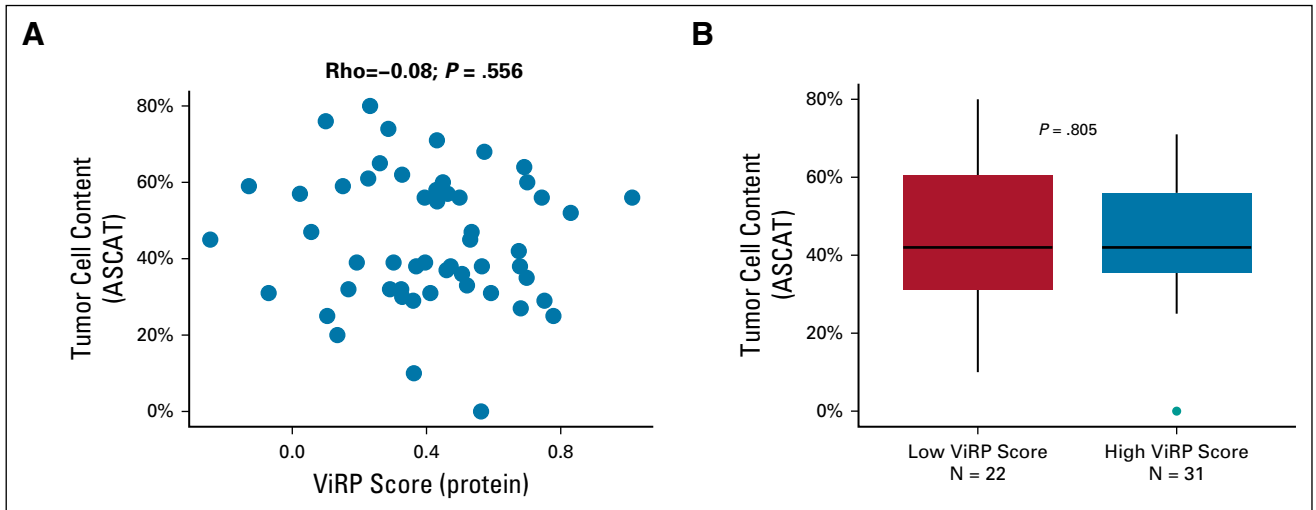 A
Rho=−0.08; P = .556
80%
60%
40%
20%
0%
Tumor Cell Content
(ASCAT)
0.0
0.4
0.8
ViRP Score (protein)
B
P = .805
80%
60%
40%
20%
0%
Tumor Cell Content
(ASCAT)
Low ViRP Score
N = 22
High ViRP Score
N = 31